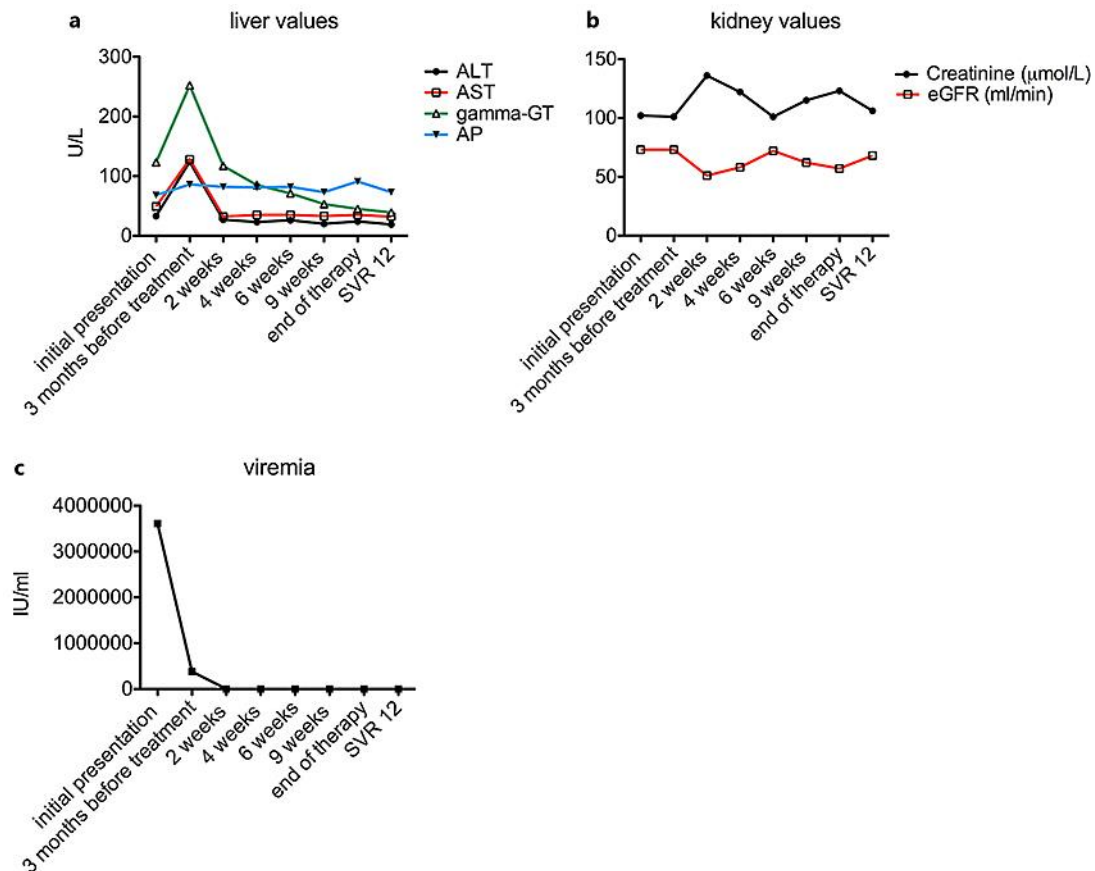 a
liver values
U/L
300
200
100
0
ALT
AST
gamma-GT
AP
initial presentation
3 months before treatment
2 weeks
4 weeks
6 weeks
9 weeks
end of therapy
SVR 12
b
kidney values
150
100
50
0
Creatinine (μmol/L)
eGFR (ml/min)
initial presentation
3 months before treatment
2 weeks
4 weeks
6 weeks
9 weeks
end of therapy
SVR 12
c
viremia
IU/ml
4000000
3000000
2000000
1000000
0
initial presentation
3 months before treatment
2 weeks
4 weeks
6 weeks
9 weeks
end of therapy
SVR 12